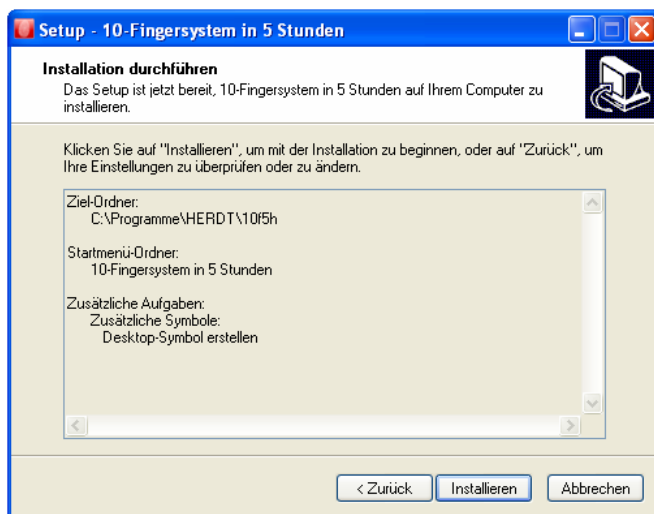 Setup - 10-Fingersystem in 5 Stunden
Installation durchführen
Das Setup ist jetzt bereit, 10-Fingersystem in 5 Stunden auf Ihrem Computer zu
installieren.
Klicken Sie auf "Installieren", um mit der Installation zu beginnen, oder auf "Zurück", um
Ihre Einstellungen zu überprüfen oder zu ändern.
Ziel-Ordner:
C:\Programme\HERDT\10f5h
Startmenü-Ordner:
10-Fingersystem in 5 Stunden
Zusätzliche Aufgaben:
Zusätzliche Symbole:
Desktop-Symbol erstellen
< Zurück
Installieren
Abbrechen